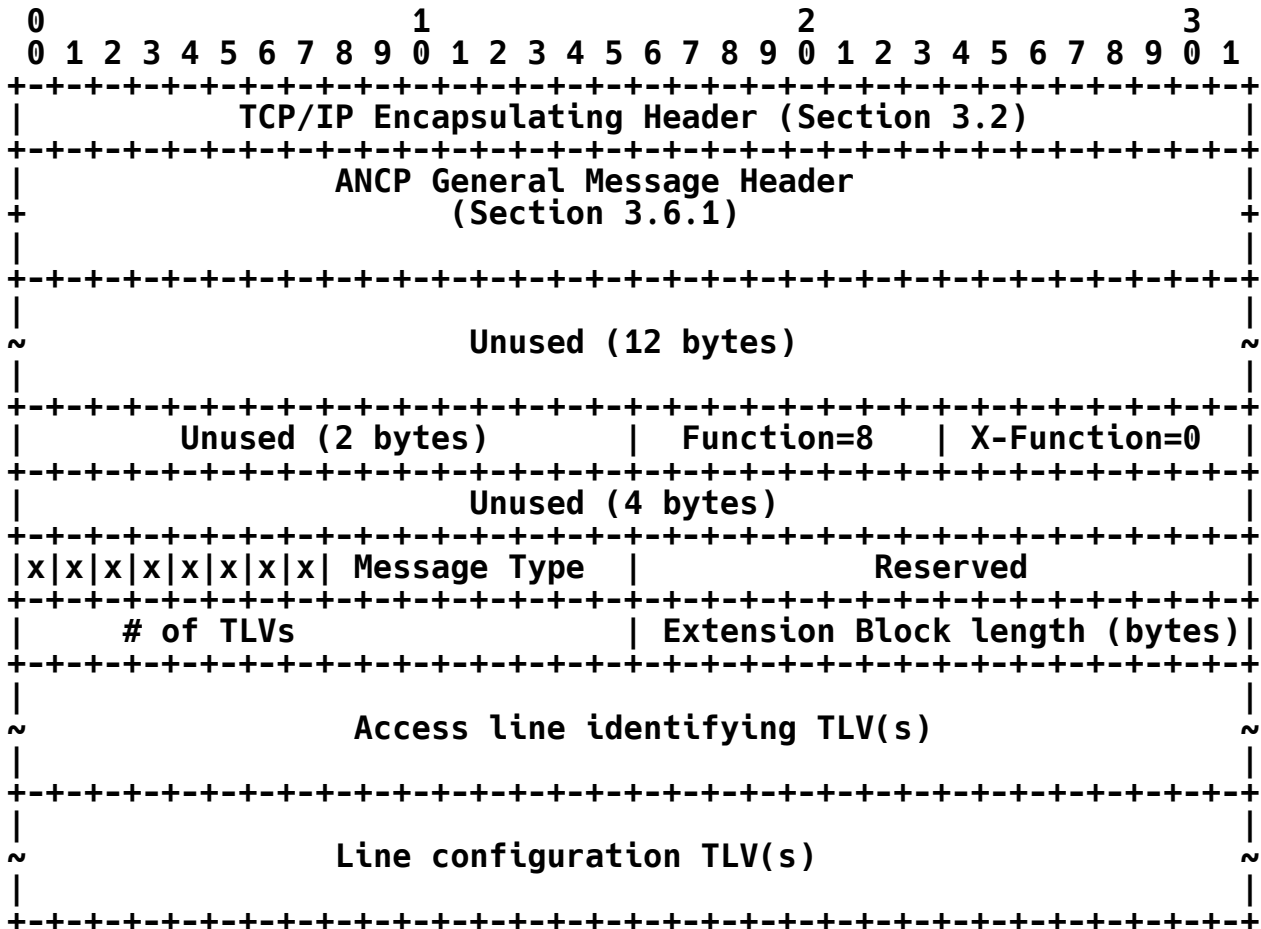 0                   1                   2                   3
 0 1 2 3 4 5 6 7 8 9 0 1 2 3 4 5 6 7 8 9 0 1 2 3 4 5 6 7 8 9 0 1
+-+-+-+-+-+-+-+-+-+-+-+-+-+-+-+-+-+-+-+-+-+-+-+-+-+-+-+-+-+-+-+-+
|           TCP/IP Encapsulating Header (Section 3.2)           |
+-+-+-+-+-+-+-+-+-+-+-+-+-+-+-+-+-+-+-+-+-+-+-+-+-+-+-+-+-+-+-+-+
|                ANCP General Message Header                    |
+                      (Section 3.6.1)                          +
|                                                               |
+-+-+-+-+-+-+-+-+-+-+-+-+-+-+-+-+-+-+-+-+-+-+-+-+-+-+-+-+-+-+-+-+
|                                                               |
~                       Unused (12 bytes)                       ~
|                                                               |
+-+-+-+-+-+-+-+-+-+-+-+-+-+-+-+-+-+-+-+-+-+-+-+-+-+-+-+-+-+-+-+-+
|        Unused (2 bytes)       |  Function=8   | X-Function=0  |
+-+-+-+-+-+-+-+-+-+-+-+-+-+-+-+-+-+-+-+-+-+-+-+-+-+-+-+-+-+-+-+-+
|                       Unused (4 bytes)                        |
+-+-+-+-+-+-+-+-+-+-+-+-+-+-+-+-+-+-+-+-+-+-+-+-+-+-+-+-+-+-+-+-+
|x|x|x|x|x|x|x|x| Message Type  |            Reserved           |
+-+-+-+-+-+-+-+-+-+-+-+-+-+-+-+-+-+-+-+-+-+-+-+-+-+-+-+-+-+-+-+-+
|     # of TLVs                 | Extension Block length (bytes)|
+-+-+-+-+-+-+-+-+-+-+-+-+-+-+-+-+-+-+-+-+-+-+-+-+-+-+-+-+-+-+-+-+
|                                                               |
~                 Access line identifying TLV(s)                ~
|                                                               |
+-+-+-+-+-+-+-+-+-+-+-+-+-+-+-+-+-+-+-+-+-+-+-+-+-+-+-+-+-+-+-+-+
|                                                               |
~                Line configuration TLV(s)                      ~
|                                                               |
+-+-+-+-+-+-+-+-+-+-+-+-+-+-+-+-+-+-+-+-+-+-+-+-+-+-+-+-+-+-+-+-+